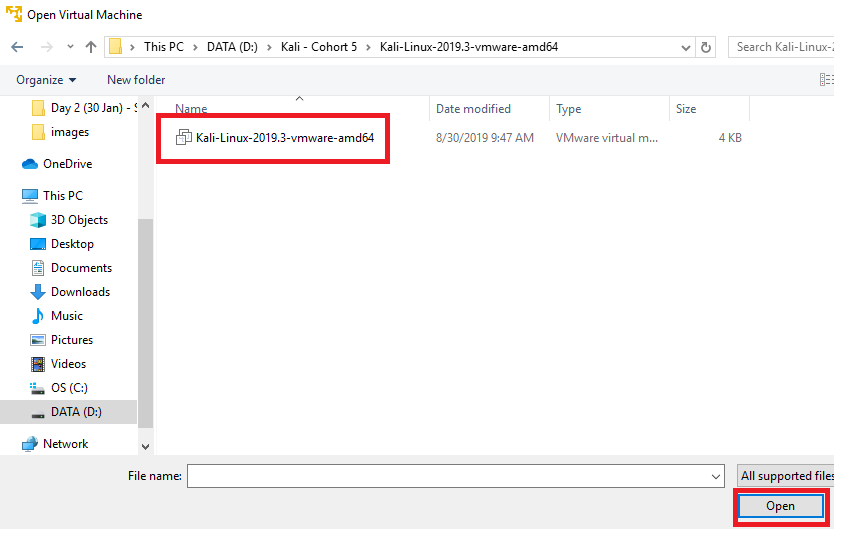 Open Virtual Machine
This PC > DATA (D:) > Kali - Cohort 5 > Kali-Linux-2019.3-vmware-amd64
Search Kali-Linux-2
Organize
New folder
Name
Date modified
Type
Size
Kali-Linux-2019.3-vmware-amd64
8/30/2019 9:47 AM
VMware virtual m...
4 KB
Day 2 (30 Jan) - S
images
OneDrive
This PC
3D Objects
Desktop
Documents
Downloads
Music
Pictures
Videos
OS (C:)
DATA (D:)
Network
File name:
All supported files
Open